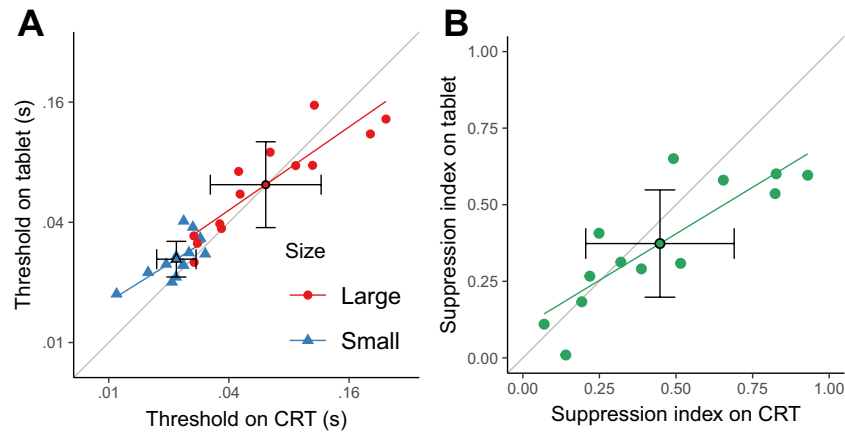 A
Threshold on tablet (s)
.16
.04
.01
.01
.04
.16
Threshold on CRT (s)
Size
Large
Small
B
Suppression index on tablet
1.00
0.75
0.50
0.25
0.00
0.00
0.25
0.50
0.75
1.00
Suppression index on CRT